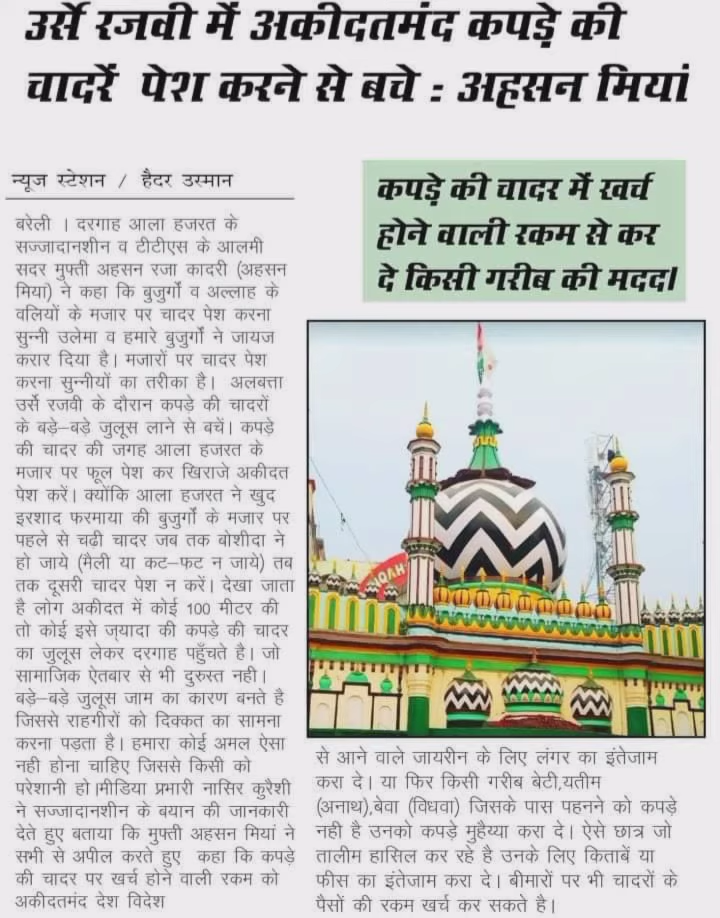 उर्से रजवी में अकीदतमंद कपड़े की
चादरें पेश करने से बचे : अहसन मियां
न्यूज स्टेशन / हैदर उस्मान
कपड़े की चादर में खर्च
होने वाली रकम से कर
दे किसी गरीब की मदद।
बरेली । दरगाह आला हजरत के
सज्जादानशीन व टीटीएस के आलमी
सदर मुफ्ती अहसन रजा कादरी (अहसन
मिया) ने कहा कि बुजुर्गों व अल्लाह के
वलियों के मजार पर चादर पेश करना
सुन्नी उलेमा व हमारे बुजुर्गों ने जायज
करार दिया है। मजारों पर चादर पेश
करना सुन्नीयों का तरीका है। अलबत्ता
उर्से रजवी के दौरान कपड़े की चादरों
के बड़े–बड़े जुलूस लाने से बचें। कपड़े
की चादर की जगह आला हजरत के
मजार पर फूल पेश कर खिराजे अकीदत
पेश करें। क्योंकि आला हजरत ने खुद
इरशाद फरमाया की बुजुर्गों के मजार पर
पहले से चढी चादर जब तक बोशीदा ने
हो जाये (मैली या कट–फट न जाये) तब
तक दूसरी चादर पेश न करें। देखा जाता
है लोग अकीदत में कोई 100 मीटर की
तो कोई इसे ज्यादा की कपड़े की चादर
का जुलूस लेकर दरगाह पहुँचते है। जो
सामाजिक ऐतबार से भी दुरुस्त नही।
बड़े–बड़े जुलूस जाम का कारण बनते है
जिससे राहगीरों को दिक्कत का सामना
करना पड़ता है। हमारा कोई अमल ऐसा
नही होना चाहिए जिससे किसी को
परेशानी हो।मीडिया प्रभारी नासिर कुरैशी
ने सज्जादानशीन के बयान की जानकारी
देते हुए बताया कि मुफ्ती अहसन मियां ने
सभी से अपील करते हुए कहा कि कपड़े
की चादर पर खर्च होने वाली रकम को
अकीदतमंद देश विदेश
से आने वाले जायरीन के लिए लंगर का इंतेजाम
करा दे। या फिर किसी गरीब बेटी,यतीम
(अनाथ),बेवा (विधवा) जिसके पास पहनने को कपड़े
नही है उनको कपड़े मुहैय्या करा दे। ऐसे छात्र जो
तालीम हासिल कर रहे है उनके लिए किताबें या
फीस का इंतेजाम करा दे। बीमारों पर भी चादरों के
पैसों की रकम खर्च कर सकते है।